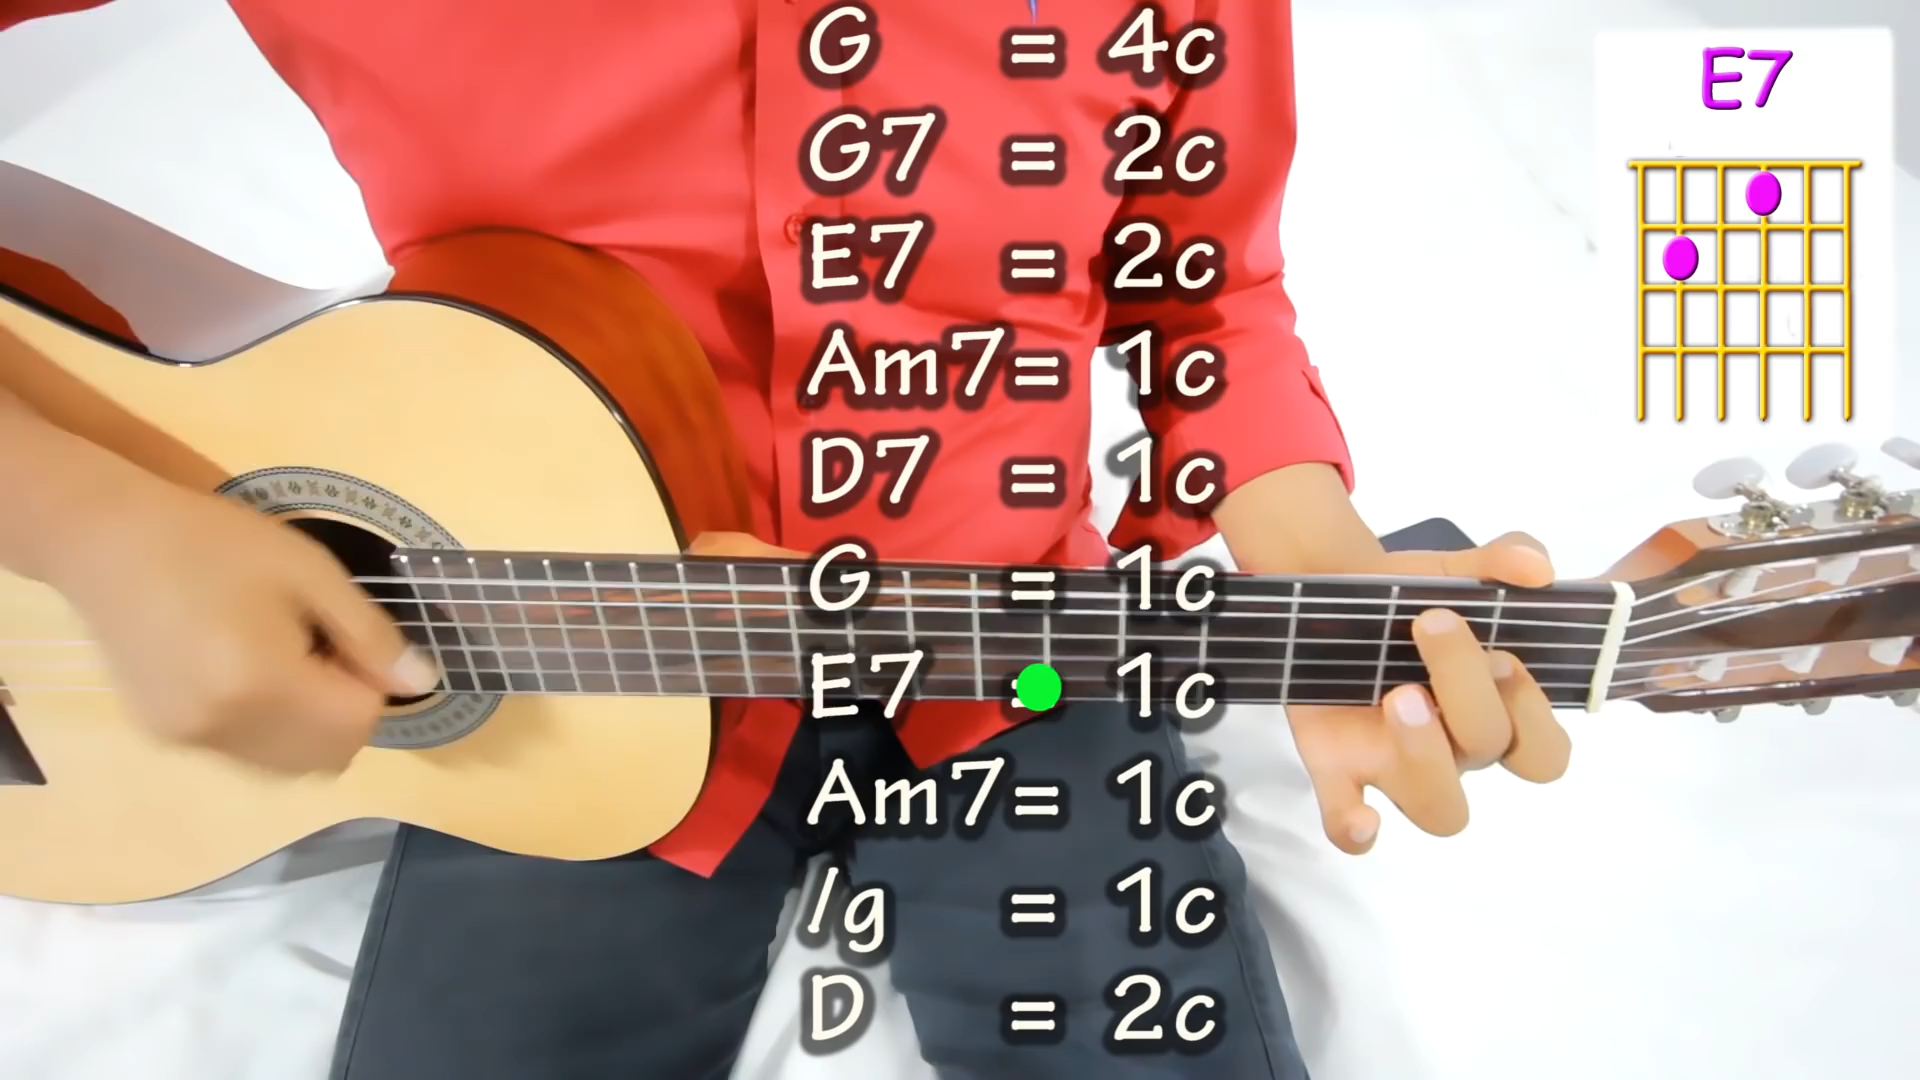 G = 4c
G7 = 2c
E7 = 2c
Am7 = 1c
D7 = 1c
G = 1c
E7 = 1c
Am7 = 1c
/g = 1c
D = 2c
E7